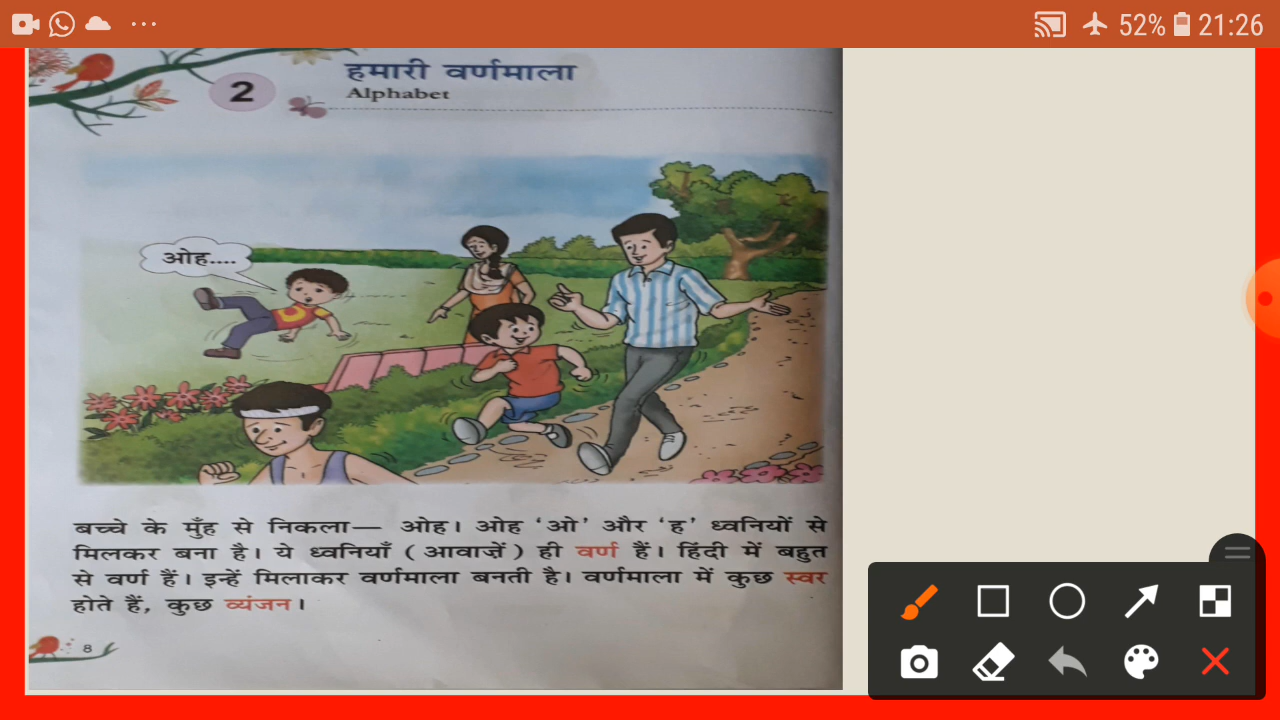 52% 21:26
2
हमारी वर्णमाला
Alphabet
ओह....
बच्चे के मुँह से निकला— ओह। ओह ‘ओ’ और ‘ह’ ध्वनियों से
मिलकर बना है। ये ध्वनियाँ ( आवाज़ें ) ही वर्ण हैं। हिंदी में बहुत
से वर्ण हैं। इन्हें मिलाकर वर्णमाला बनती है। वर्णमाला में कुछ स्वर
होते हैं, कुछ व्यंजन।
8